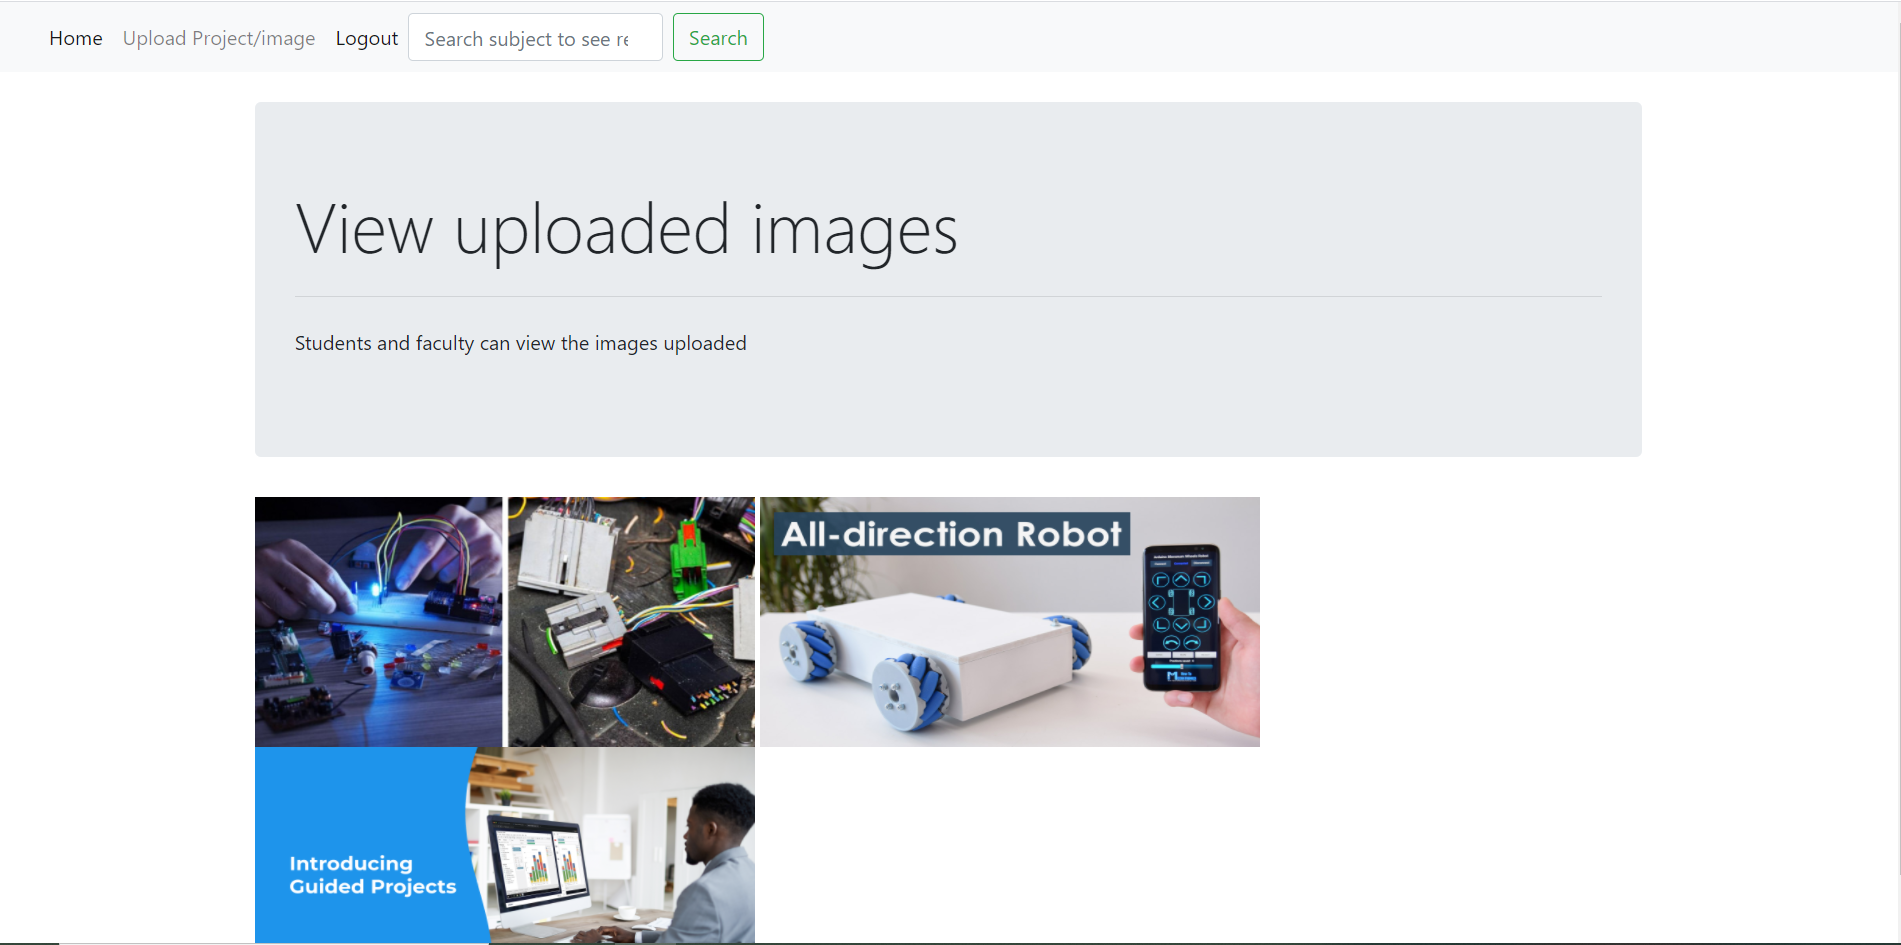 Home Upload Project/image Logout Search subject to see re Search
View uploaded images
Students and faculty can view the images uploaded
All-direction Robot
Introducing
Guided Projects